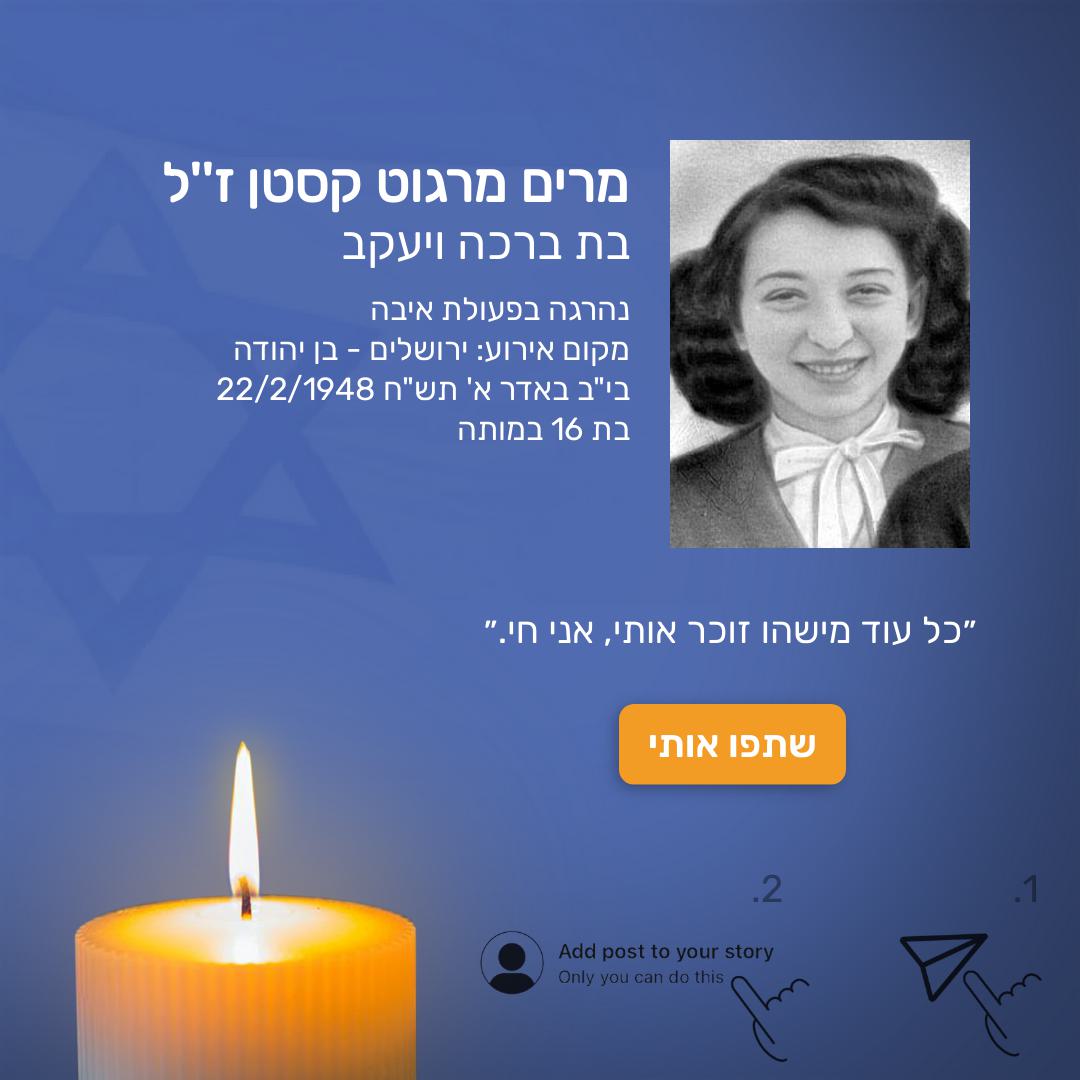 מרים מרגוט קסטן ז"ל
בת ברכה ויעקב
נהרגה בפעולת איבה
מקום אירוע: ירושלים - בן יהודה
בי"ב באדר א' תש"ח 22/2/1948
בת 16 במותה
״כל עוד מישהו זוכר אותי, אני חי.״
שתפו אותי
1.
2.
Add post to your story
Only you can do this